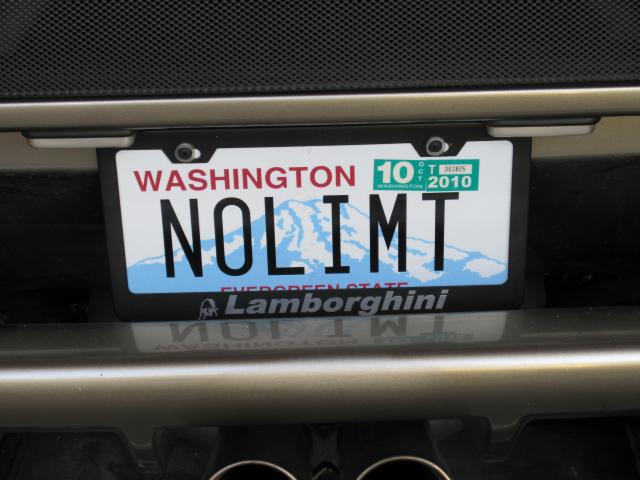 WASHINGTON
10 OCT T 061825
WASHINGTON 2010
NOLIMT
EVERGREEN STATE
Lamborghini